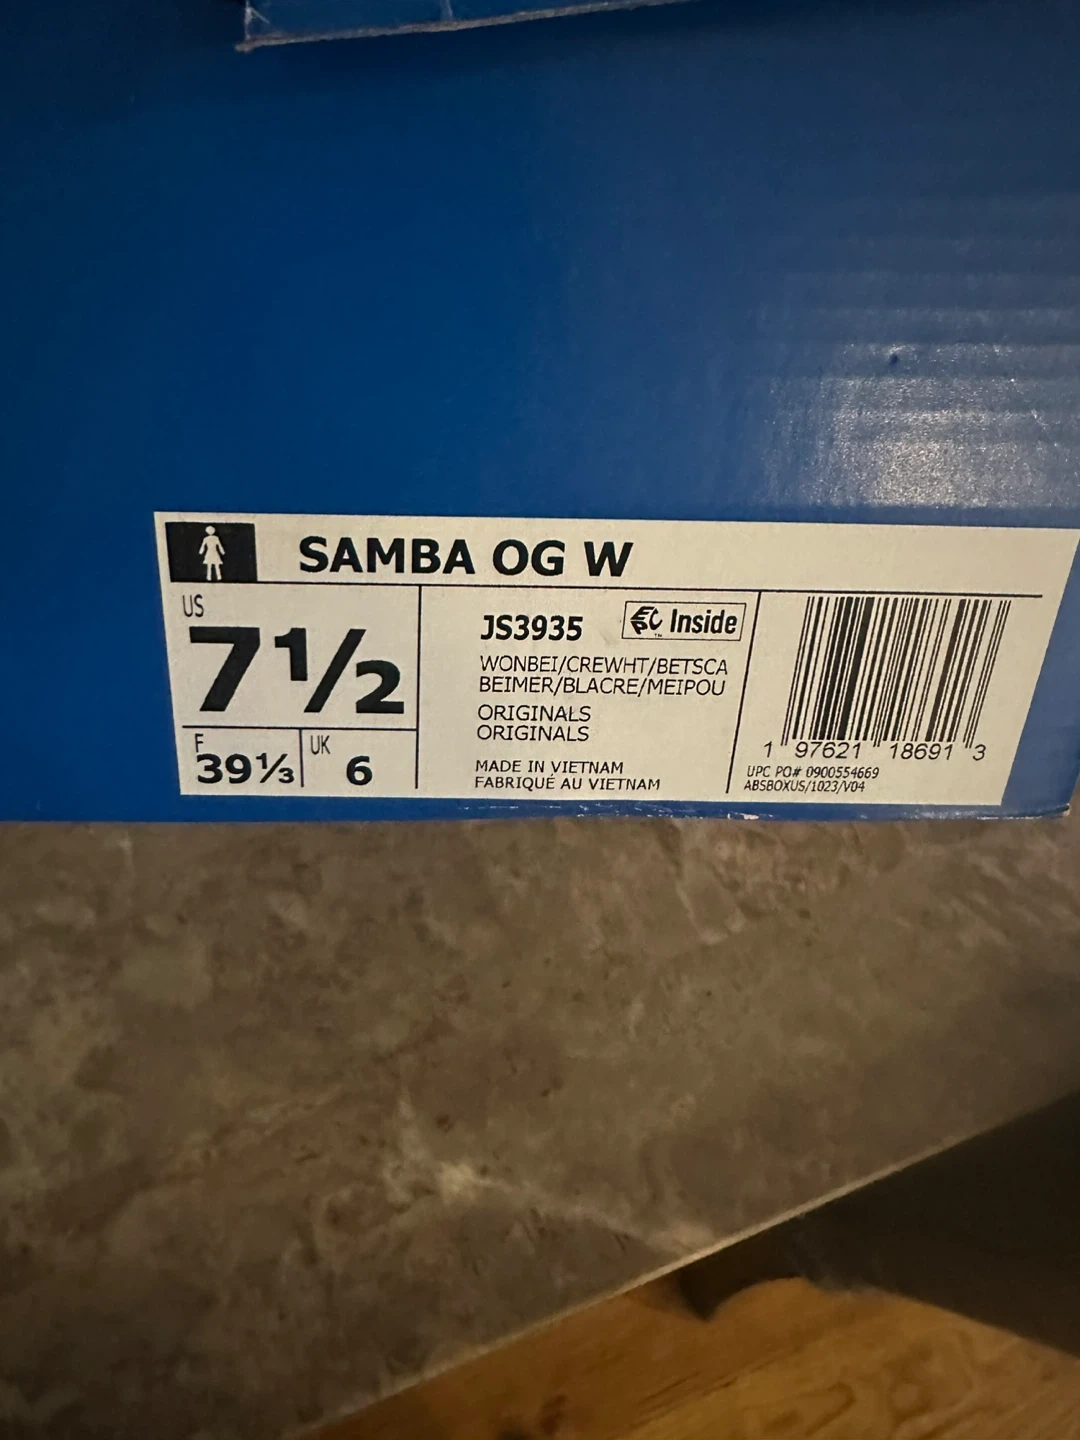 SAMBA OG W
US
7½
F
39⅓
UK
6
JS3935
Inside
WONBEI/CREWHT/BETSCA
BEIMER/BLACRE/MEIPOU
ORIGINALS
ORIGINALS
MADE IN VIETNAM
FABRIQUÉ AU VIETNAM
1 97621 18691 3
UPC PO# 0900554669
ABSBOXUS/1023/V04